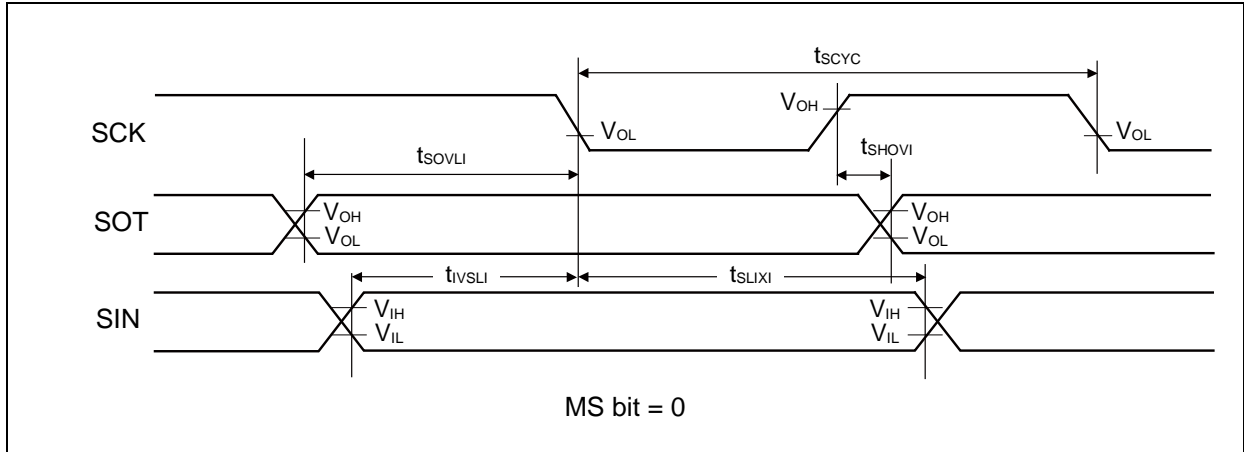 tSCYC
VOH
SCK
VOL
VOL
tSOVLI
tSHOVI
VOH
VOH
SOT
VOL
VOL
tIVSLI
tSLIXI
VIH
VIH
SIN
VIL
VIL
MS bit = 0